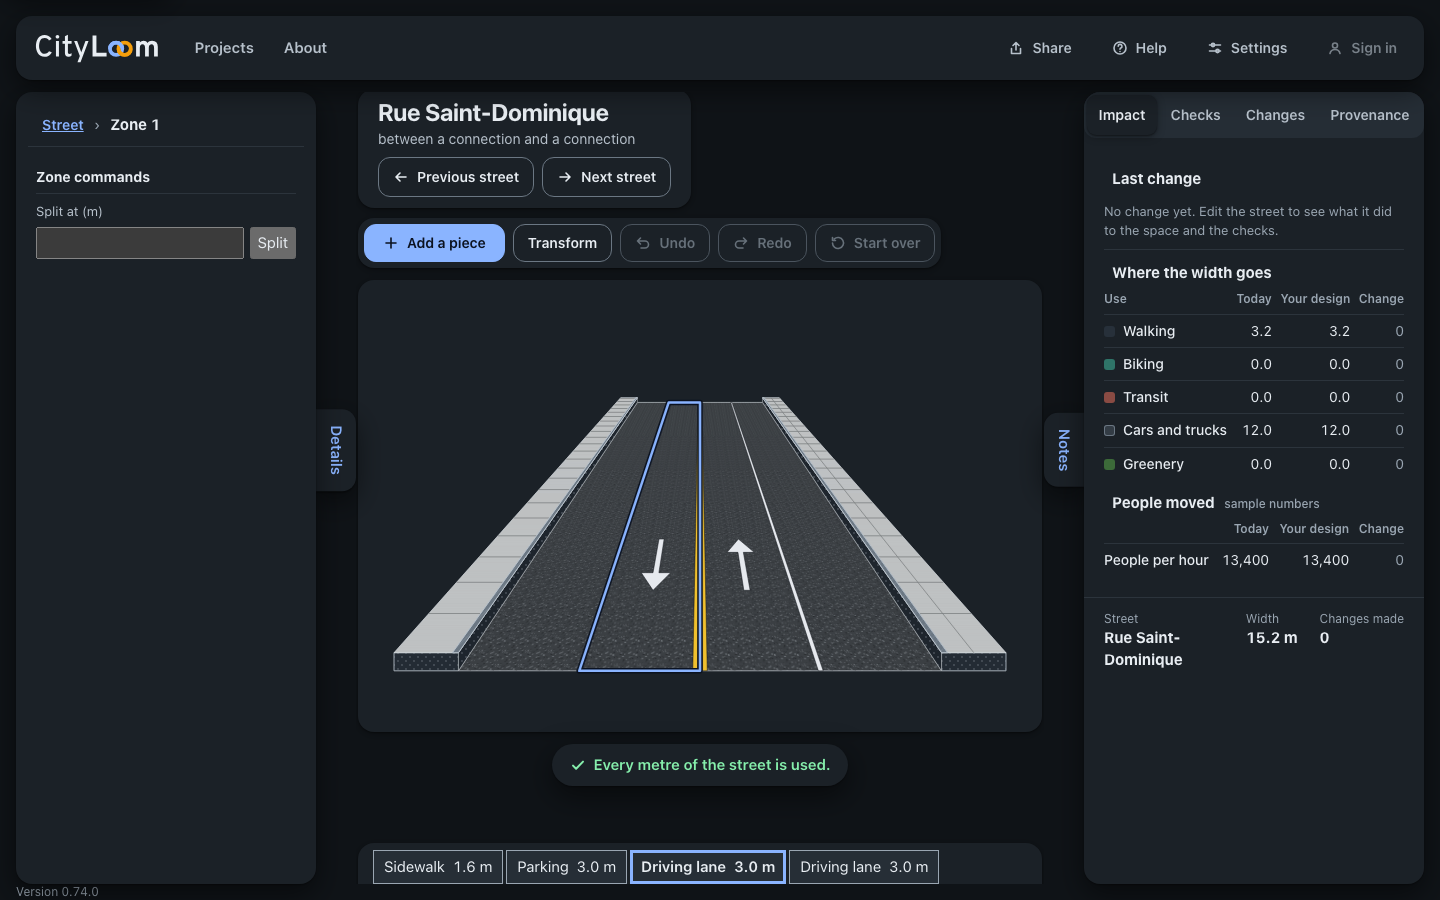 CityLoom
Projects
About
Share
Help
Settings
Sign in
Street › Zone 1
Zone commands
Split at (m)
Split
Details
Rue Saint-Dominique
between a connection and a connection
Previous street
Next street
Add a piece
Transform
Undo
Redo
Start over
Every metre of the street is used.
Sidewalk 1.6 m
Parking 3.0 m
Driving lane 3.0 m
Driving lane 3.0 m
Notes
Impact
Checks
Changes
Provenance
Last change
No change yet. Edit the street to see what it did
to the space and the checks.
Where the width goes
Use Today Your design Change
Walking 3.2 3.2 0
Biking 0.0 0.0 0
Transit 0.0 0.0 0
Cars and trucks 12.0 12.0 0
Greenery 0.0 0.0 0
People moved sample numbers
Today Your design Change
People per hour 13,400 13,400 0
Street Width Changes made
Rue Saint- 15.2 m 0
Dominique
Version 0.74.0